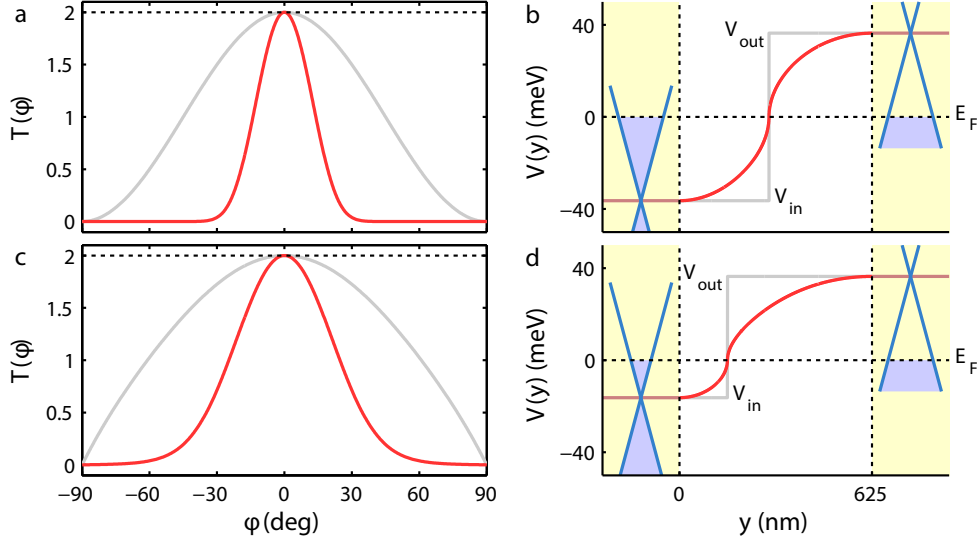 a
2
1.5
1
0.5
0
T(φ)
b
40
0
−40
V(y) (meV)
V out
V in
E F
c
2
1
1
0.5
0
T(φ)
−90
−60
−30
0
30
60
90
φ (deg)
d
40
0
−40
V(y) (meV)
V out
V in
E F
0
625
y (nm)